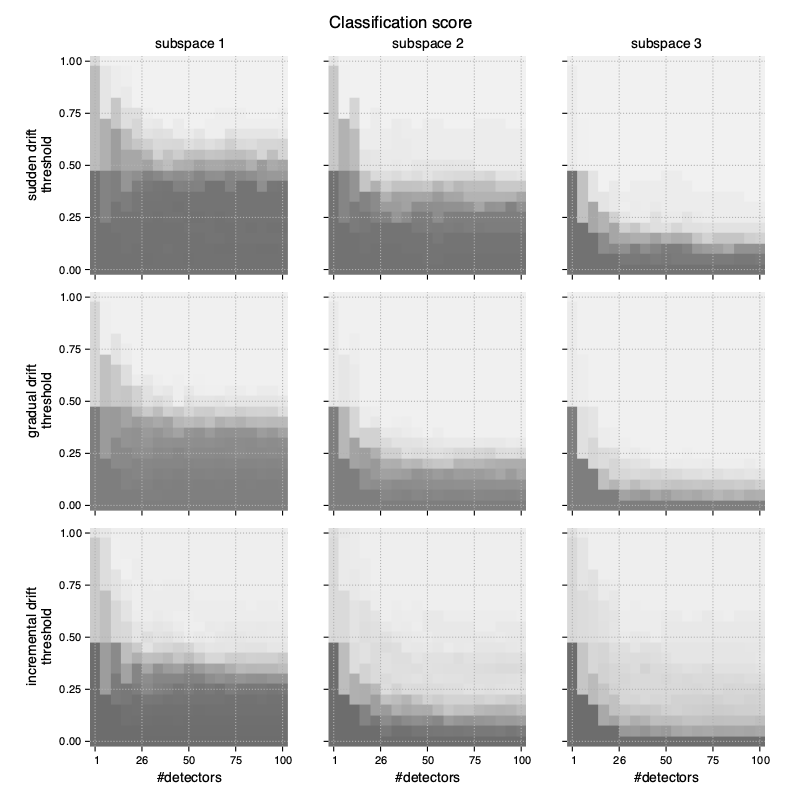 Classification score
subspace 1 subspace 2 subspace 3
sudden drift
threshold
1.00
0.75
0.50
0.25
0.00
gradual drift
threshold
1.00
0.75
0.50
0.25
0.00
incremental drift
threshold
1.00
0.75
0.50
0.25
0.00
1 26 50 75 100 1 26 50 75 100 1 26 50 75 100
#detectors #detectors #detectors